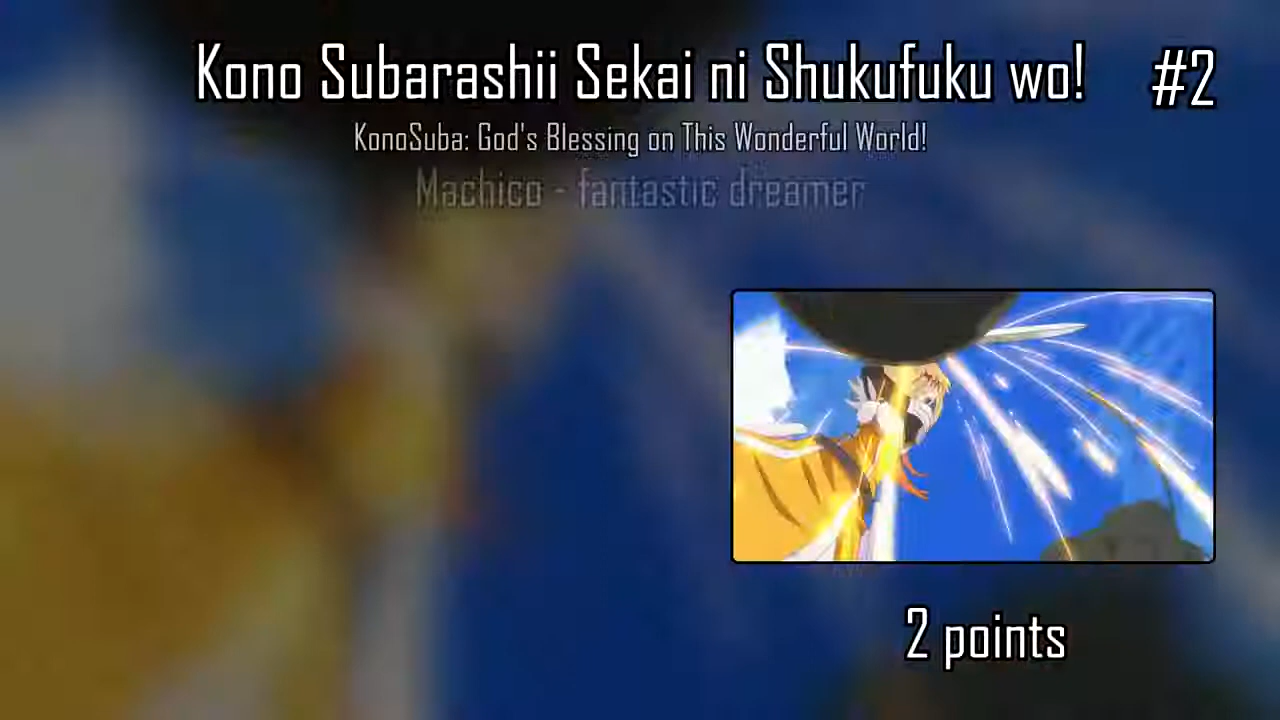 Kono Subarashii Sekai ni Shukufuku wo! #2
KonoSuba: God's Blessing on This Wonderful World!
Machico - fantastic dreamer
2 points